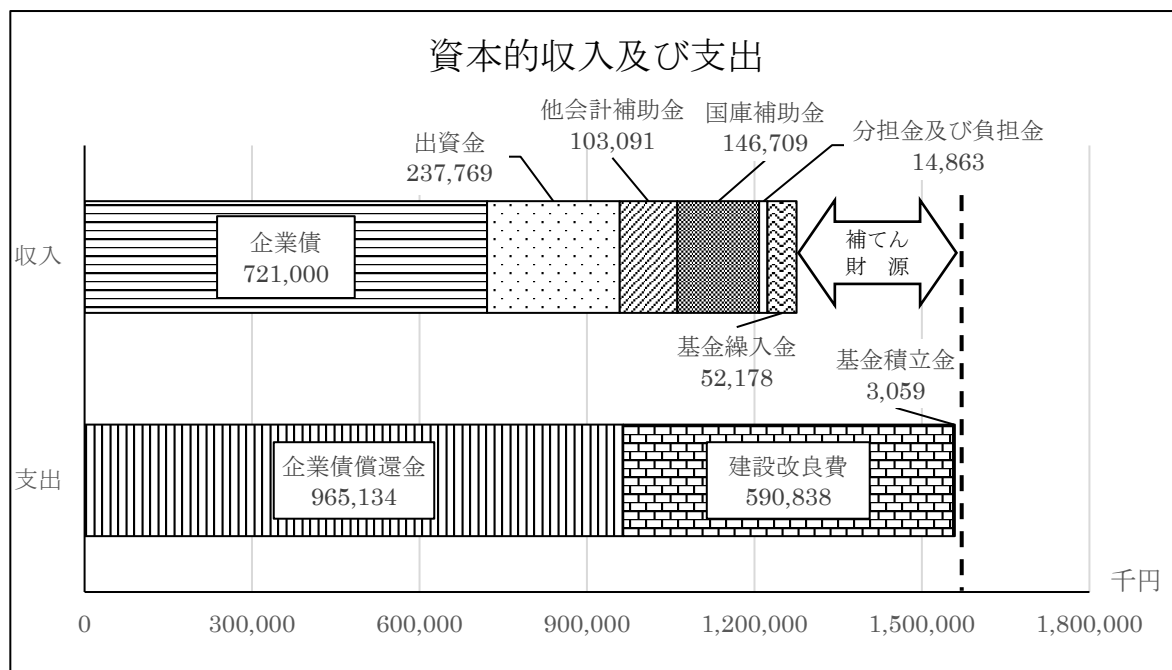 資本的収入及び支出
他会計補助金
103,091
国庫補助金
146,709
分担金及び負担金
14,863
出資金
237,769
収入
企業債
721,000
補てん
財　源
基金繰入金
52,178
基金積立金
3,059
支出
企業債償還金
965,134
建設改良費
590,838
千円
0
300,000
600,000
900,000
1,200,000
1,500,000
1,800,000